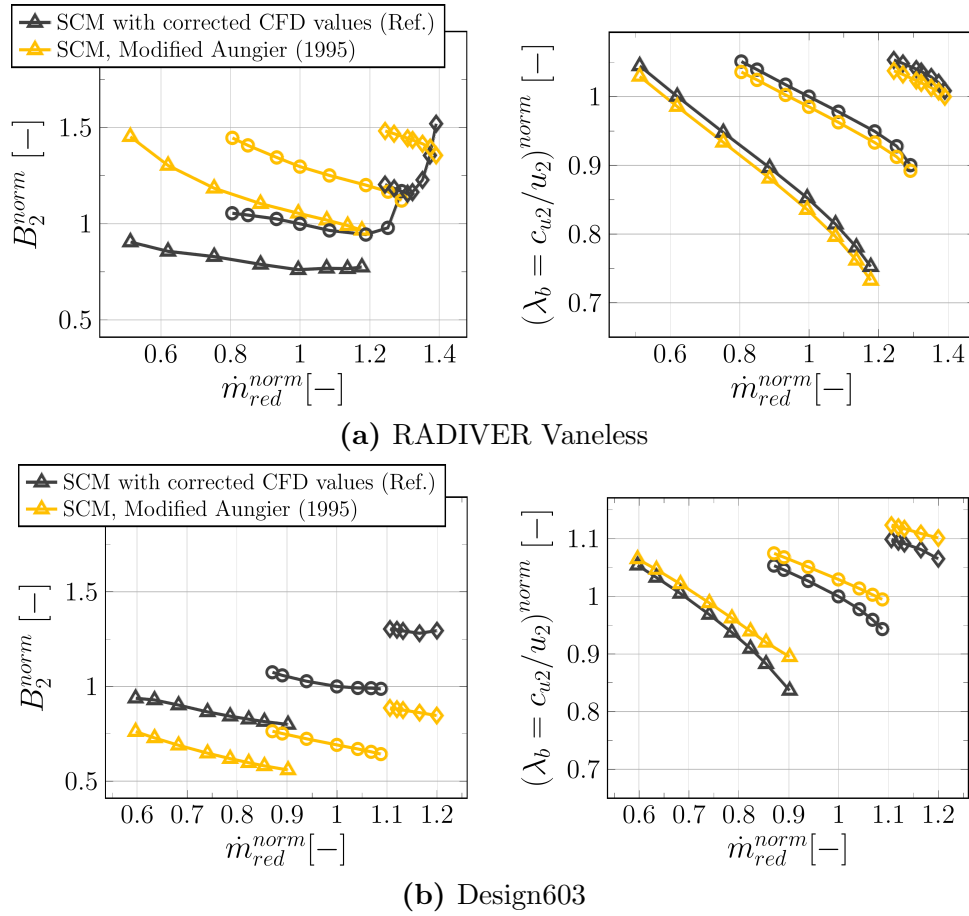 SCM with corrected CFD values (Ref.)
SCM, Modified Aungier (1995)
B_2^{norm} [−]
1.5
1
0.5
0.6 0.8 1 1.2 1.4
ṁ_{red}^{norm}[−]
(λ_b = c_{u2}/u_2)^{norm} [−]
1
0.9
0.8
0.7
0.6 0.8 1 1.2 1.4
ṁ_{red}^{norm}[−]
(a) RADIVER Vaneless
SCM with corrected CFD values (Ref.)
SCM, Modified Aungier (1995)
B_2^{norm} [−]
1.5
1
0.5
0.6 0.7 0.8 0.9 1 1.1 1.2
ṁ_{red}^{norm}[−]
(λ_b = c_{u2}/u_2)^{norm} [−]
1.1
1
0.9
0.8
0.7
0.6 0.7 0.8 0.9 1 1.1 1.2
ṁ_{red}^{norm}[−]
(b) Design603